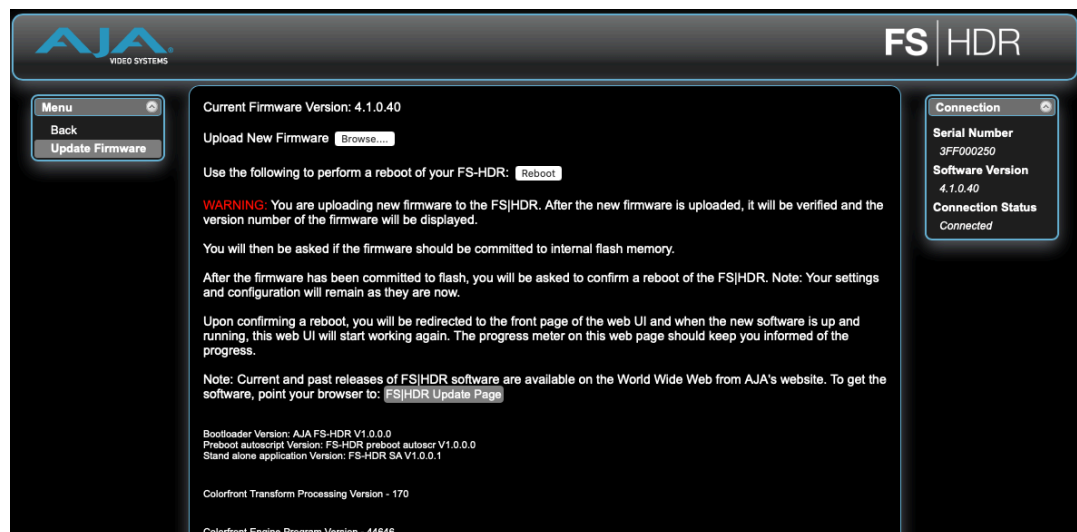 AJA
VIDEO SYSTEMS
FS|HDR
Menu
Back
Update Firmware
Current Firmware Version: 4.1.0.40
Upload New Firmware Browse....
Use the following to perform a reboot of your FS-HDR: Reboot
WARNING: You are uploading new firmware to the FS|HDR. After the new firmware is uploaded, it will be verified and the
version number of the firmware will be displayed.
You will then be asked if the firmware should be committed to internal flash memory.
After the firmware has been committed to flash, you will be asked to confirm a reboot of the FS|HDR. Note: Your settings
and configuration will remain as they are now.
Upon confirming a reboot, you will be redirected to the front page of the web UI and when the new software is up and
running, this web UI will start working again. The progress meter on this web page should keep you informed of the
progress.
Note: Current and past releases of FS|HDR software are available on the World Wide Web from AJA's website. To get the
software, point your browser to: FS|HDR Update Page
Bootloader Version: AJA FS-HDR V1.0.0.0
Preboot autoscript Version: FS-HDR preboot autoscr V1.0.0.0
Stand alone application Version: FS-HDR SA V1.0.0.1
Colorfront Transform Processing Version - 170
Colorfront Engine Program Version - 44646
Connection
Serial Number
3FF000250
Software Version
4.1.0.40
Connection Status
Connected